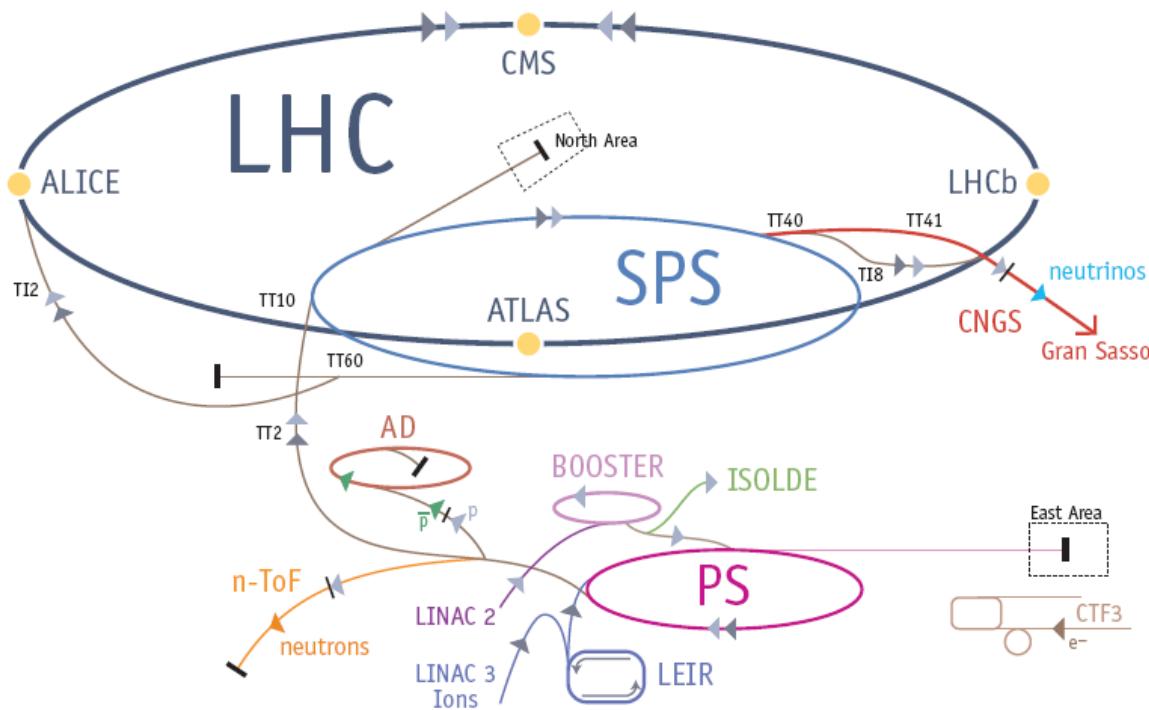 CMS
LHC
North Area
ALICE
LHCb
TT40
TT41
SPS
TI8
neutrinos
TI2
TT10
ATLAS
CNGS
Gran Sasso
TT60
TT2
AD
BOOSTER
ISOLDE
p̅
p
East Area
n-ToF
PS
LINAC 2
CTF3
neutrons
e–
LINAC 3
Ions
LEIR